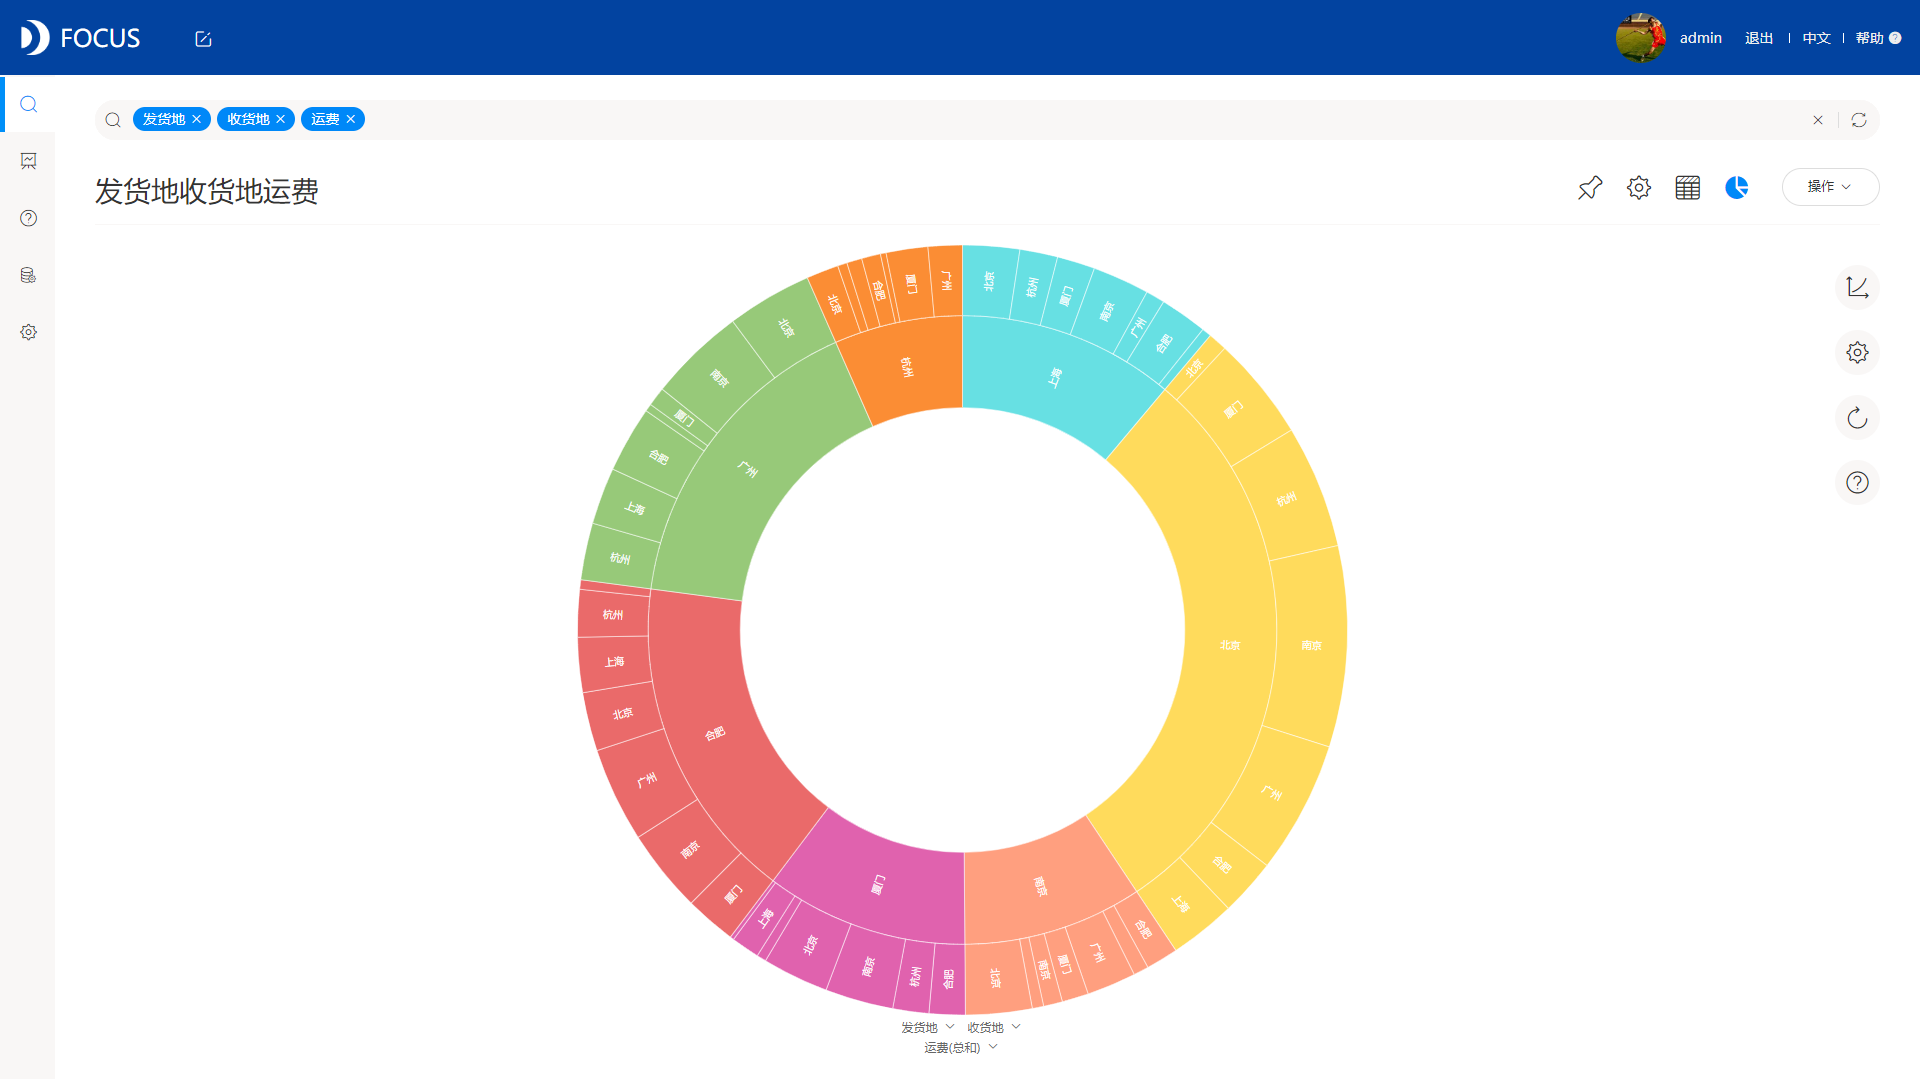 FOCUS
admin 退出 中文 帮助
发货地 收货地 运费
发货地收货地运费
操作
北京
杭州
厦门
南京
广州
合肥
上海
北京
厦门
杭州
南京
广州
合肥
上海
北京
合肥
广州
厦门
南京
北京
南京
合肥
杭州
南京
北京
上海
厦门
厦门
南京
广州
北京
上海
杭州
合肥
杭州
上海
合肥
厦门
南京
北京
广州
北京
合肥
厦门
广州
杭州
发货地 收货地
运费(总和)